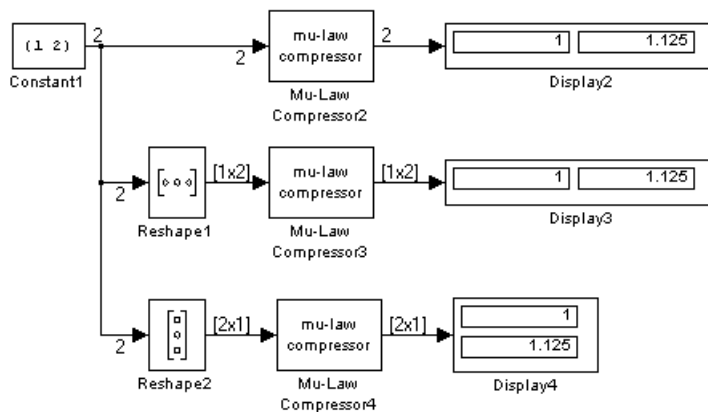 (1 2)
2
2
mu-law
compressor
2
1
1.125
Constant1
Mu-Law
Compressor2
Display2
2
[1x2]
mu-law
compressor
[1x2]
1
1.125
Reshape1
Mu-Law
Compressor3
Display3
2
[2x1]
mu-law
compressor
[2x1]
1
1.125
Reshape2
Mu-Law
Compressor4
Display4